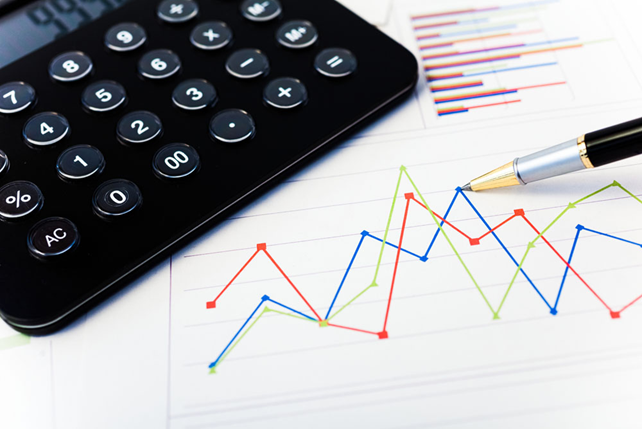 7 8 9 ÷
4 5 6 × M-
% 1 2 3 − M+
AC 0 00 . + =